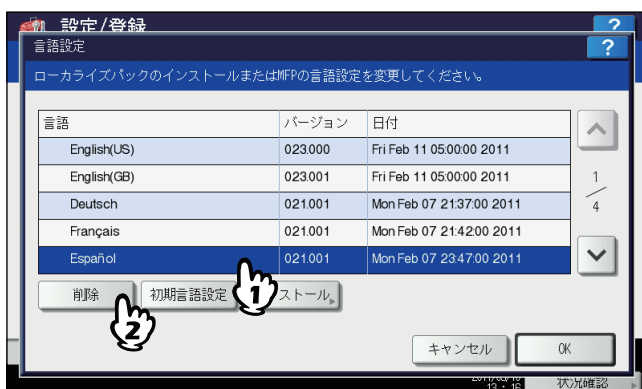 設定/登録 ?
言語設定 ?
ローカライズパックのインストールまたはMFPの言語設定を変更してください。
言語 バージョン 日付
English(US) 023.000 Fri Feb 11 05:00:00 2011
English(GB) 023.001 Fri Feb 11 05:00:00 2011
Deutsch 021.001 Mon Feb 07 21:37:00 2011
Français 021.001 Mon Feb 07 21:42:00 2011
Español 021.001 Mon Feb 07 23:47:00 2011
1
4
削除 初期言語設定 ストール
1
2
キャンセル OK
13 : 16 状況確認